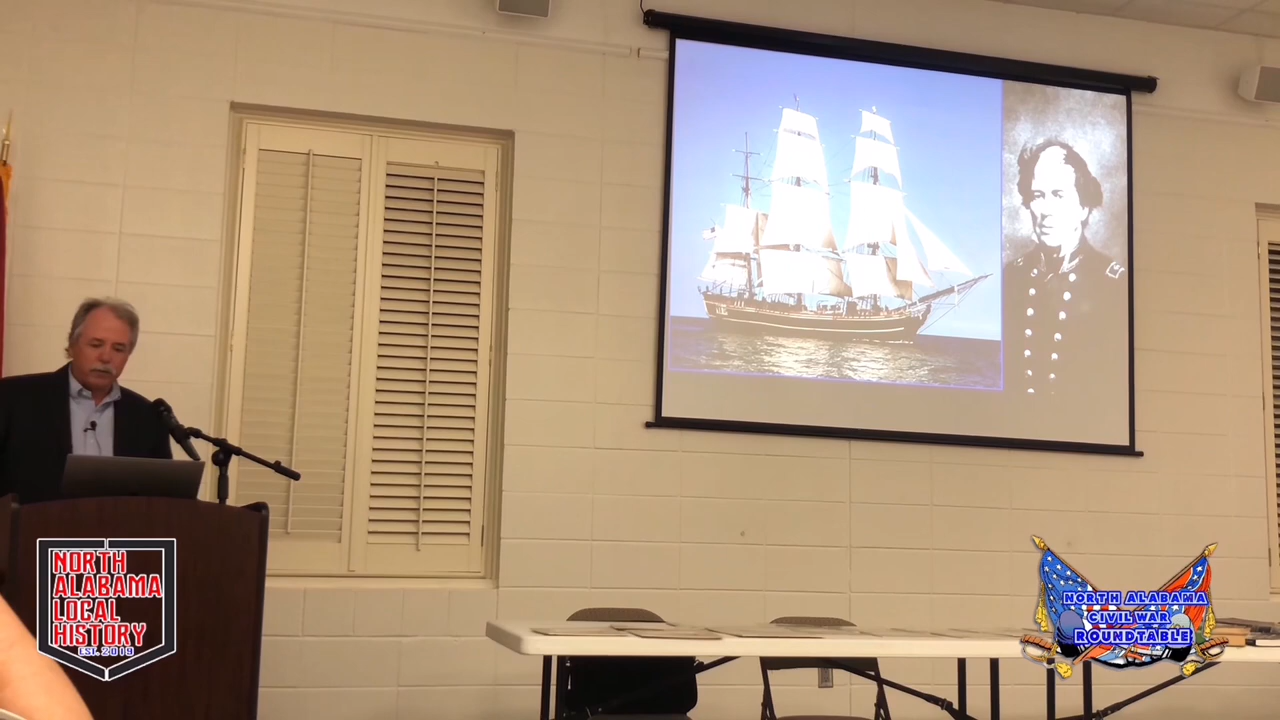 NORTH
ALABAMA
LOCAL
HISTORY
EST. 2019
NORTH ALABAMA
CIVIL WAR
ROUNDTABLE